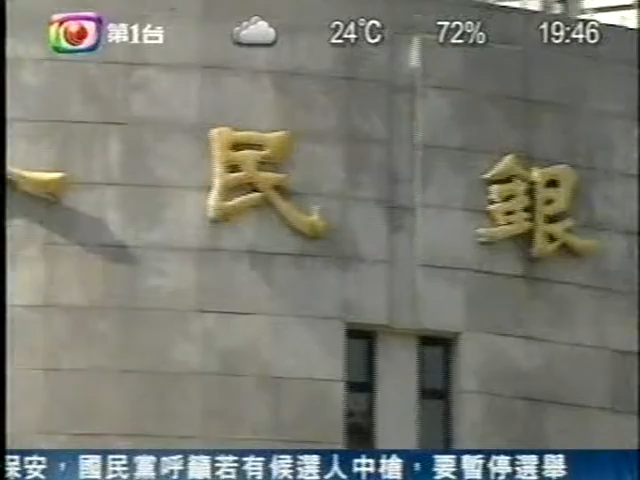 第1台 24℃ 72% 19:46
民 銀
保安，國民黨呼籲若有候選人中槍。要暫停選舉